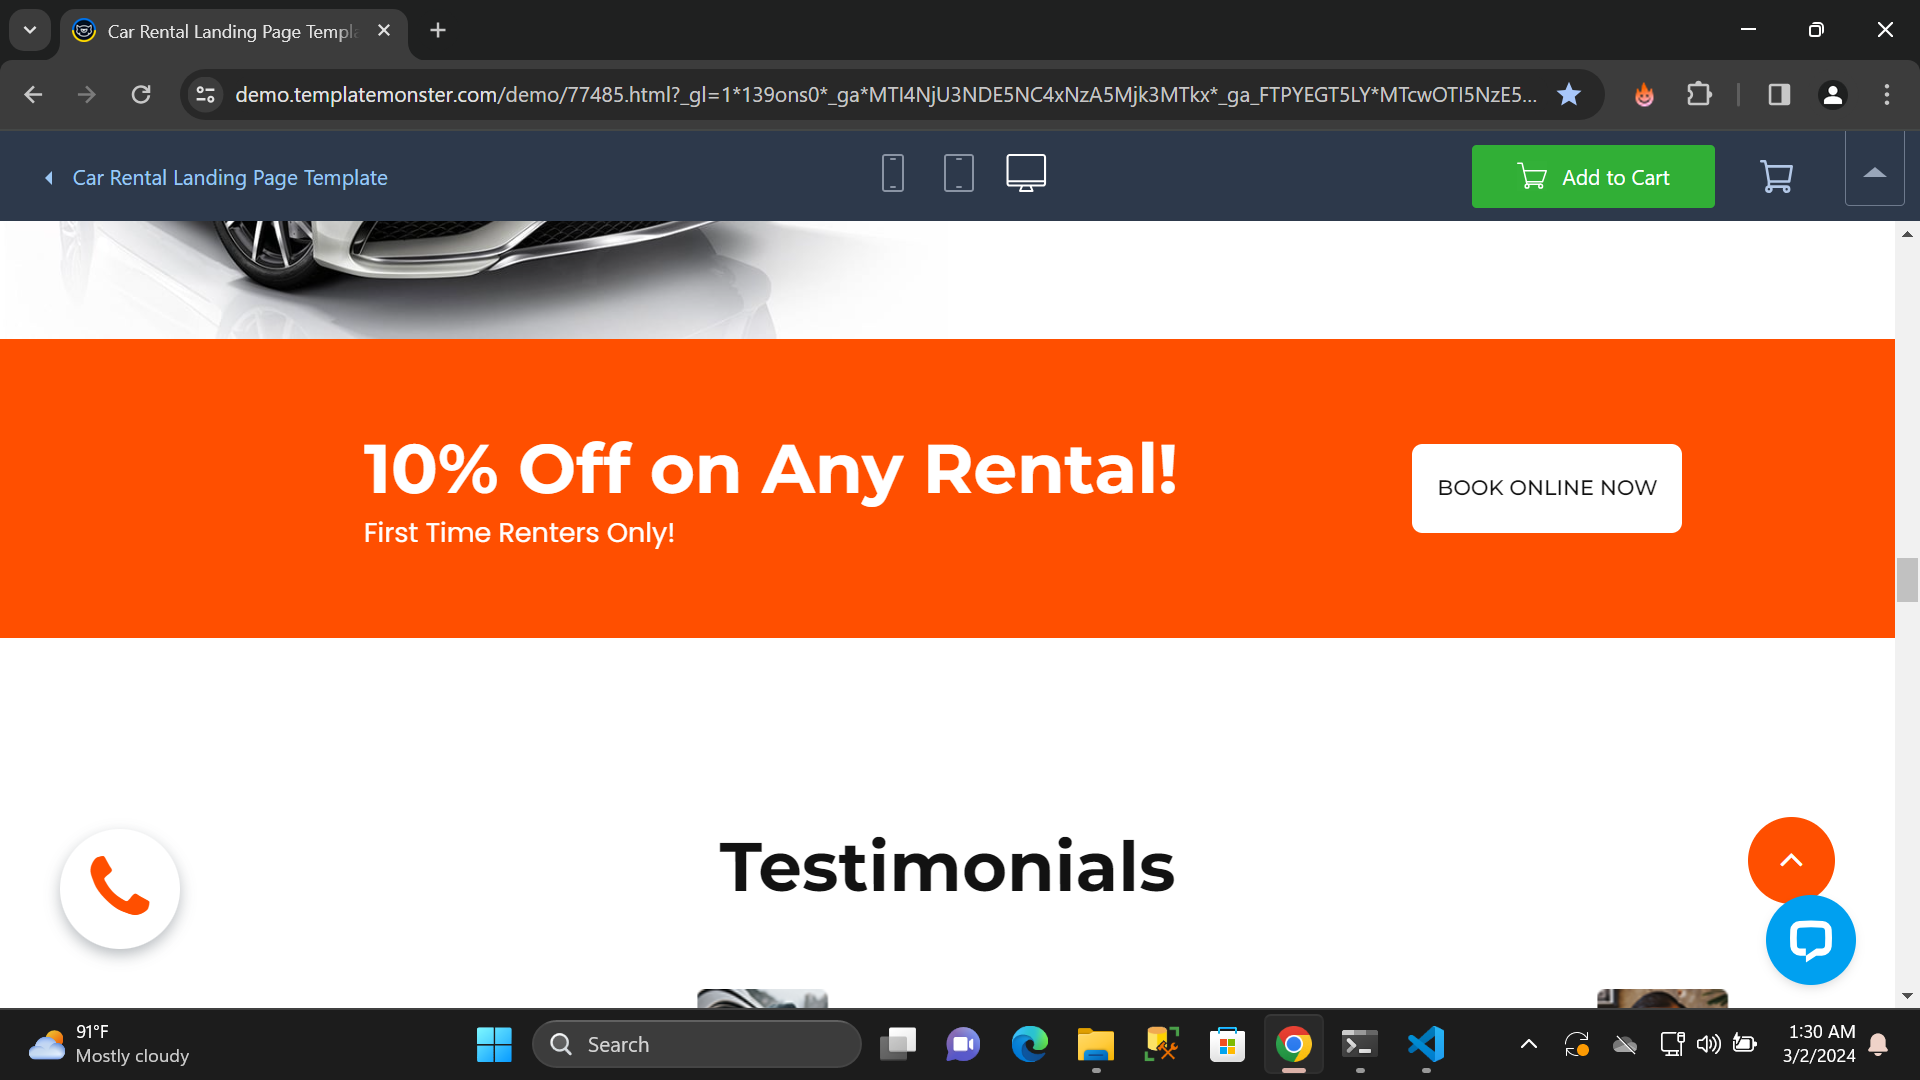 Car Rental Landing Page Templa
demo.templatemonster.com/demo/77485.html?_gl=1*139ons0*_ga*MTI4NjU3NDE5NC4xNzA5Mjk3MTkx*_ga_FTPYEGT5LY*MTcwOTI5NzE5...
Car Rental Landing Page Template
Add to Cart
10% Off on Any Rental!
First Time Renters Only!
BOOK ONLINE NOW
Testimonials
91°F
Mostly cloudy
Search
1:30 AM
3/2/2024